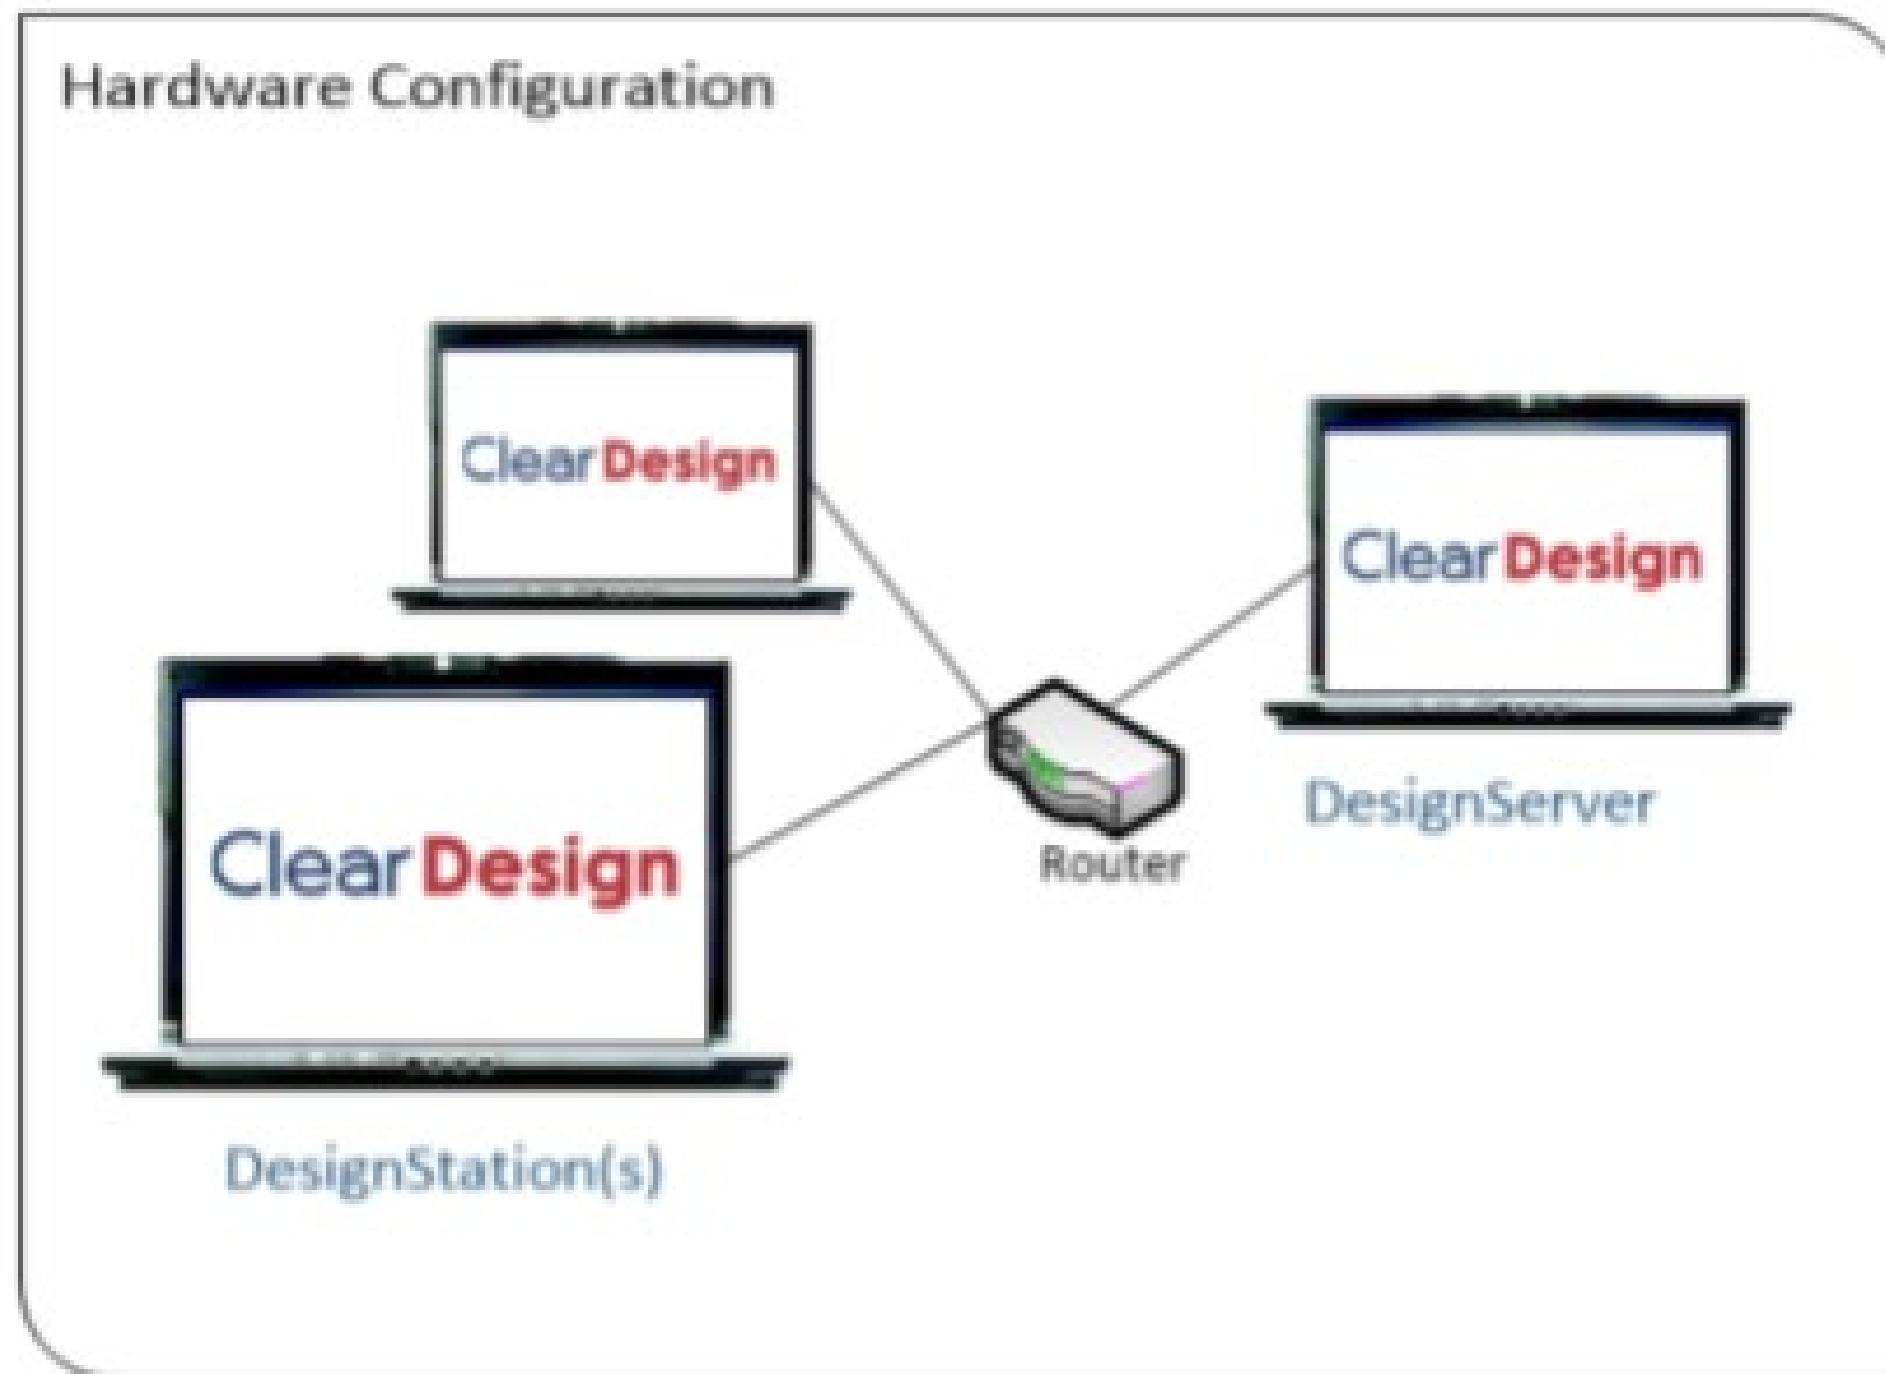 Hardware Configuration
ClearDesign
ClearDesign
ClearDesign
DesignServer
Router
DesignStation(s)